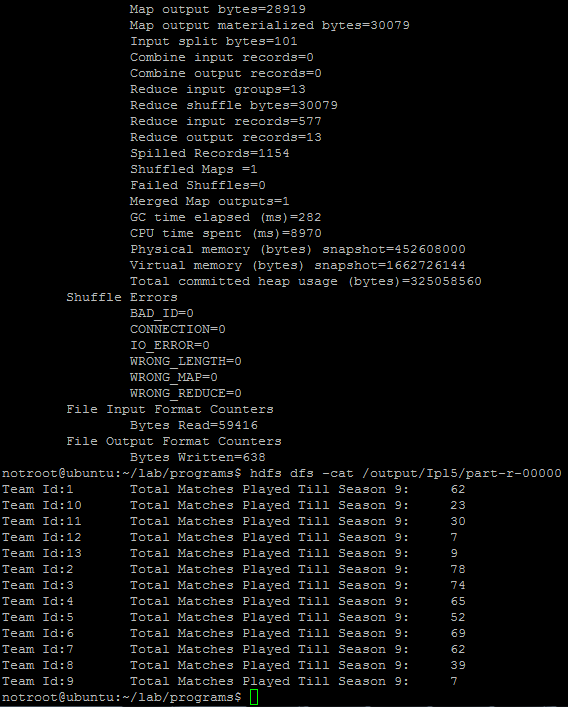 Map output bytes=28919
Map output materialized bytes=30079
Input split bytes=101
Combine input records=0
Combine output records=0
Reduce input groups=13
Reduce shuffle bytes=30079
Reduce input records=577
Reduce output records=13
Spilled Records=1154
Shuffled Maps =1
Failed Shuffles=0
Merged Map outputs=1
GC time elapsed (ms)=282
CPU time spent (ms)=8970
Physical memory (bytes) snapshot=452608000
Virtual memory (bytes) snapshot=1662726144
Total committed heap usage (bytes)=325058560
Shuffle Errors
BAD_ID=0
CONNECTION=0
IO_ERROR=0
WRONG_LENGTH=0
WRONG_MAP=0
WRONG_REDUCE=0
File Input Format Counters
Bytes Read=59416
File Output Format Counters
Bytes Written=638
notroot@ubuntu:~/lab/programs$ hdfs dfs -cat /output/Ipl5/part-r-00000
Team Id:1 Total Matches Played Till Season 9: 62
Team Id:10 Total Matches Played Till Season 9: 23
Team Id:11 Total Matches Played Till Season 9: 30
Team Id:12 Total Matches Played Till Season 9: 7
Team Id:13 Total Matches Played Till Season 9: 9
Team Id:2 Total Matches Played Till Season 9: 78
Team Id:3 Total Matches Played Till Season 9: 74
Team Id:4 Total Matches Played Till Season 9: 65
Team Id:5 Total Matches Played Till Season 9: 52
Team Id:6 Total Matches Played Till Season 9: 69
Team Id:7 Total Matches Played Till Season 9: 62
Team Id:8 Total Matches Played Till Season 9: 39
Team Id:9 Total Matches Played Till Season 9: 7
notroot@ubuntu:~/lab/programs$